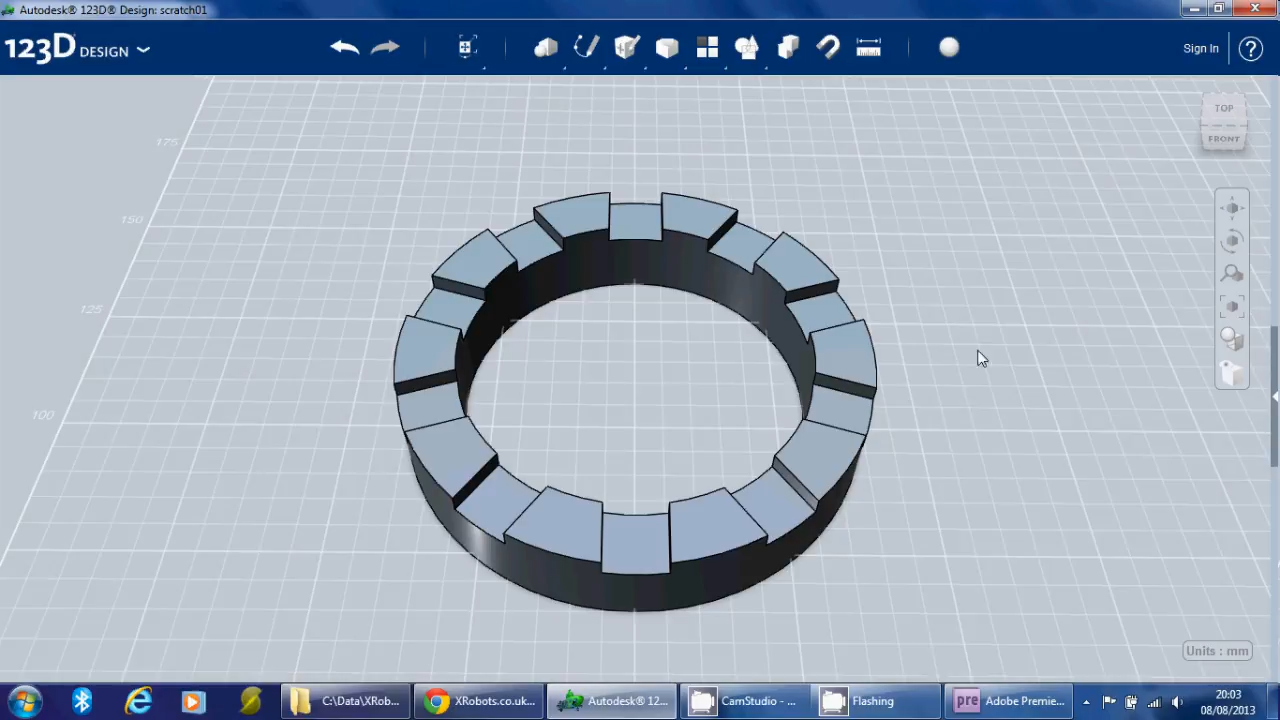 Autodesk® 123D® Design: scratch01
123D DESIGN
Sign In
?
TOP
FRONT
175
150
125
100
Units : mm
C:\Data\XRob...
XRobots.co.uk...
Autodesk® 12...
CamStudio - ...
Flashing
pre
Adobe Premie...
20:03
08/08/2013